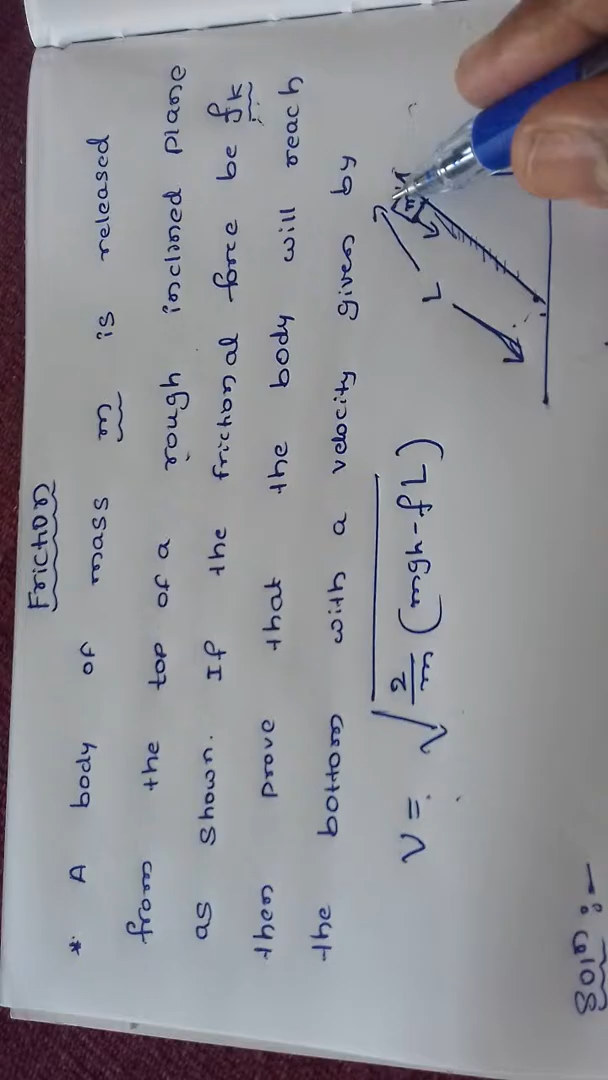 Friction
* A body of mass m is released
from the top of a rough inclined plane
as shown. If the frictional force be fk
then prove that the body will reach
the bottom with a velocity given by
V = √ 2/m (mgh - fL)
m
L
Soln :-